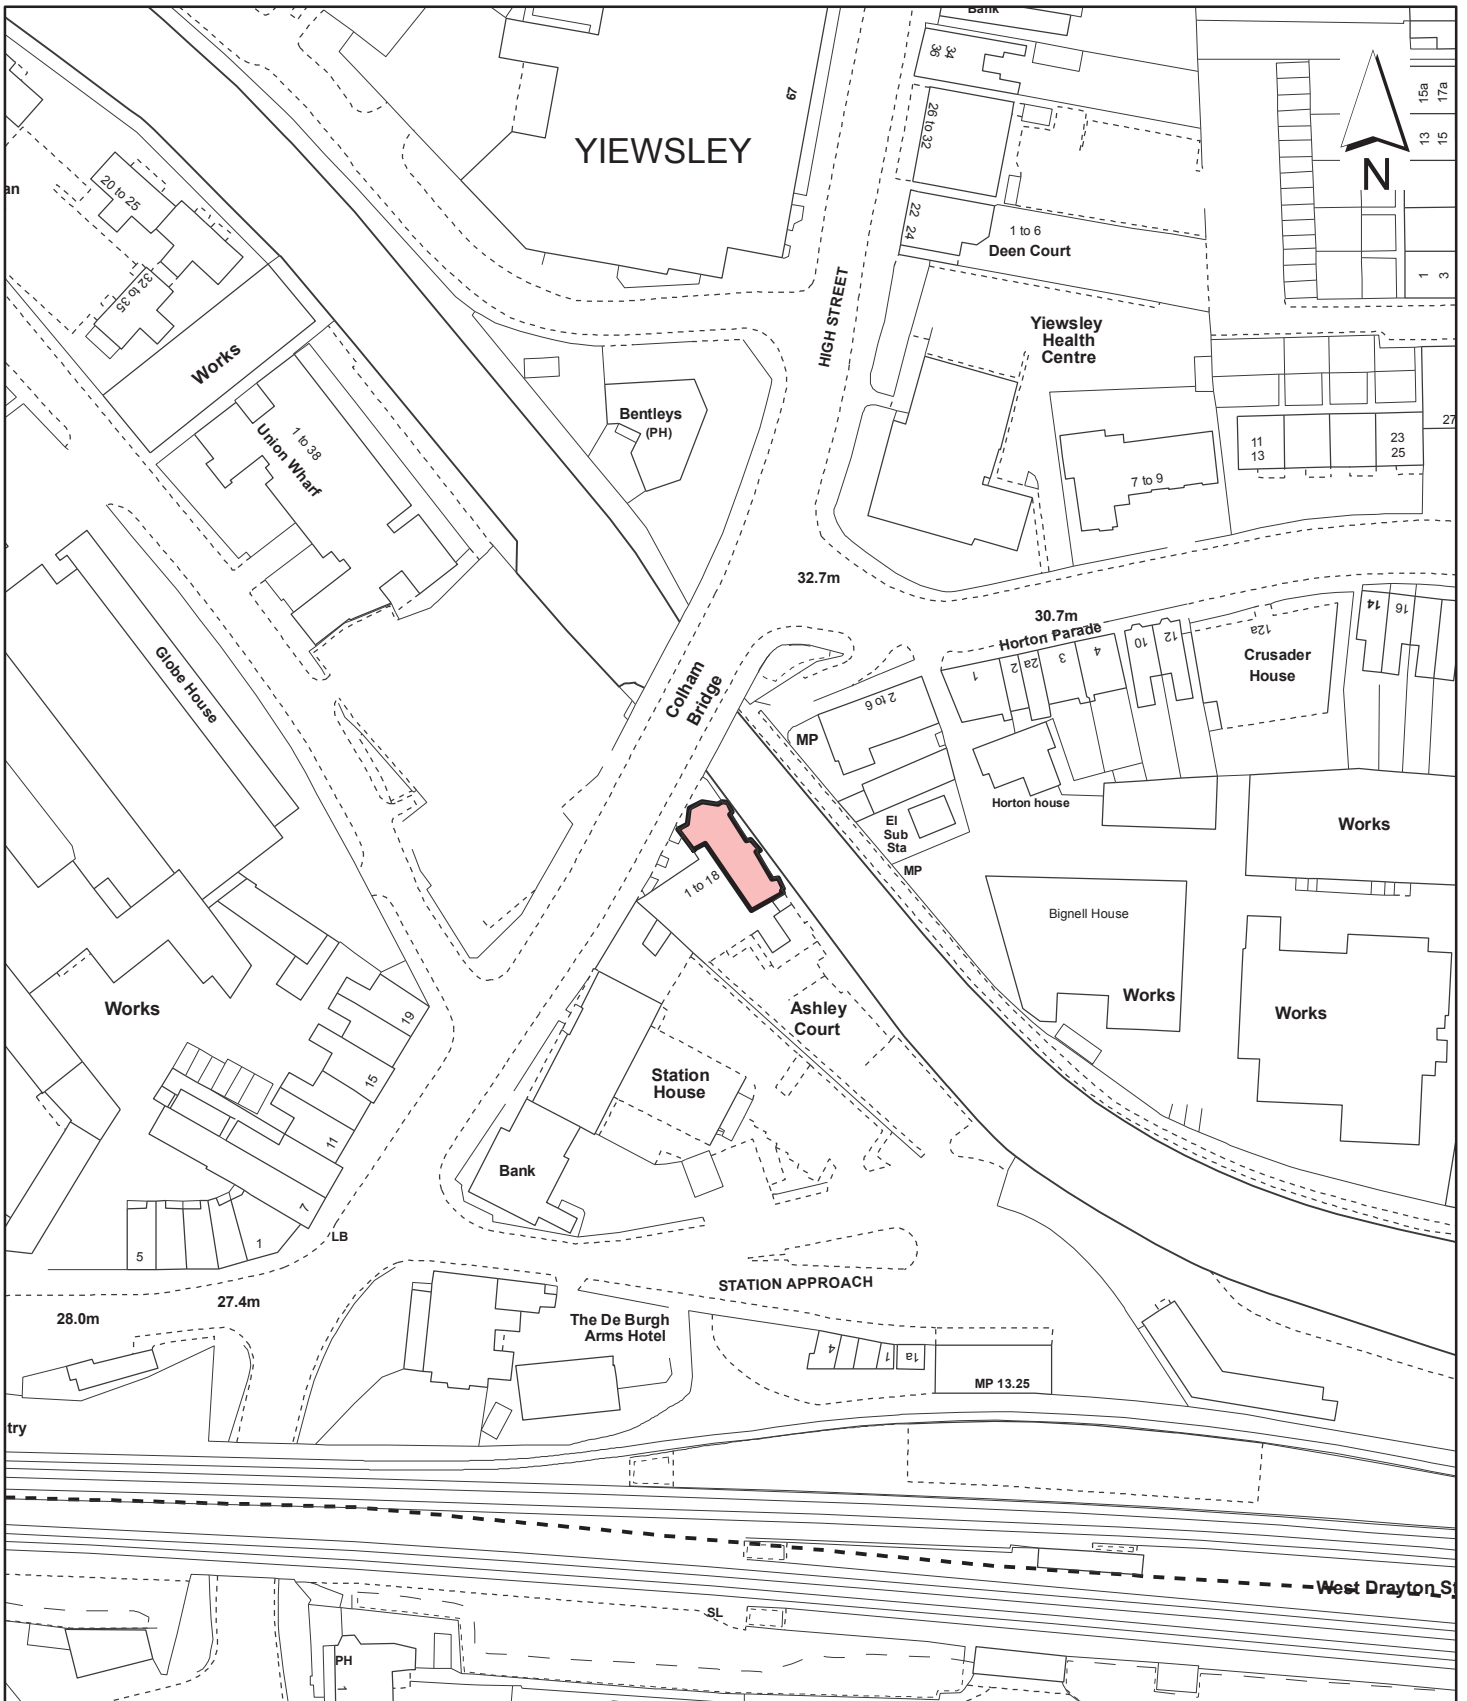 Bank
34
36
67
15a
17a
YIEWSLEY
26 to 32
13
15
N
an
20 to 25
22
24
1 to 6
Deen Court
32 to 35
1
3
HIGH STREET
Yiewsley
Health
Centre
Works
Bentleys
(PH)
27
1 to 38
Union Wharf
11
13
23
25
7 to 9
32.7m
30.7m
Horton Parade
14
16
12a
Globe House
Colham
Bridge
1
2
2a
3
4
10
12
Crusader
House
2 to 6
MP
Horton house
El
Sub
Sta
Works
MP
1 to 18
Bignell House
Works
Ashley
Court
Works
Works
19
15
11
7
Station
House
Bank
LB
5
1
STATION APPROACH
27.4m
28.0m
The De Burgh
Arms Hotel
4
1
1a
MP 13.25
try
West Drayton St
SL
PH
1